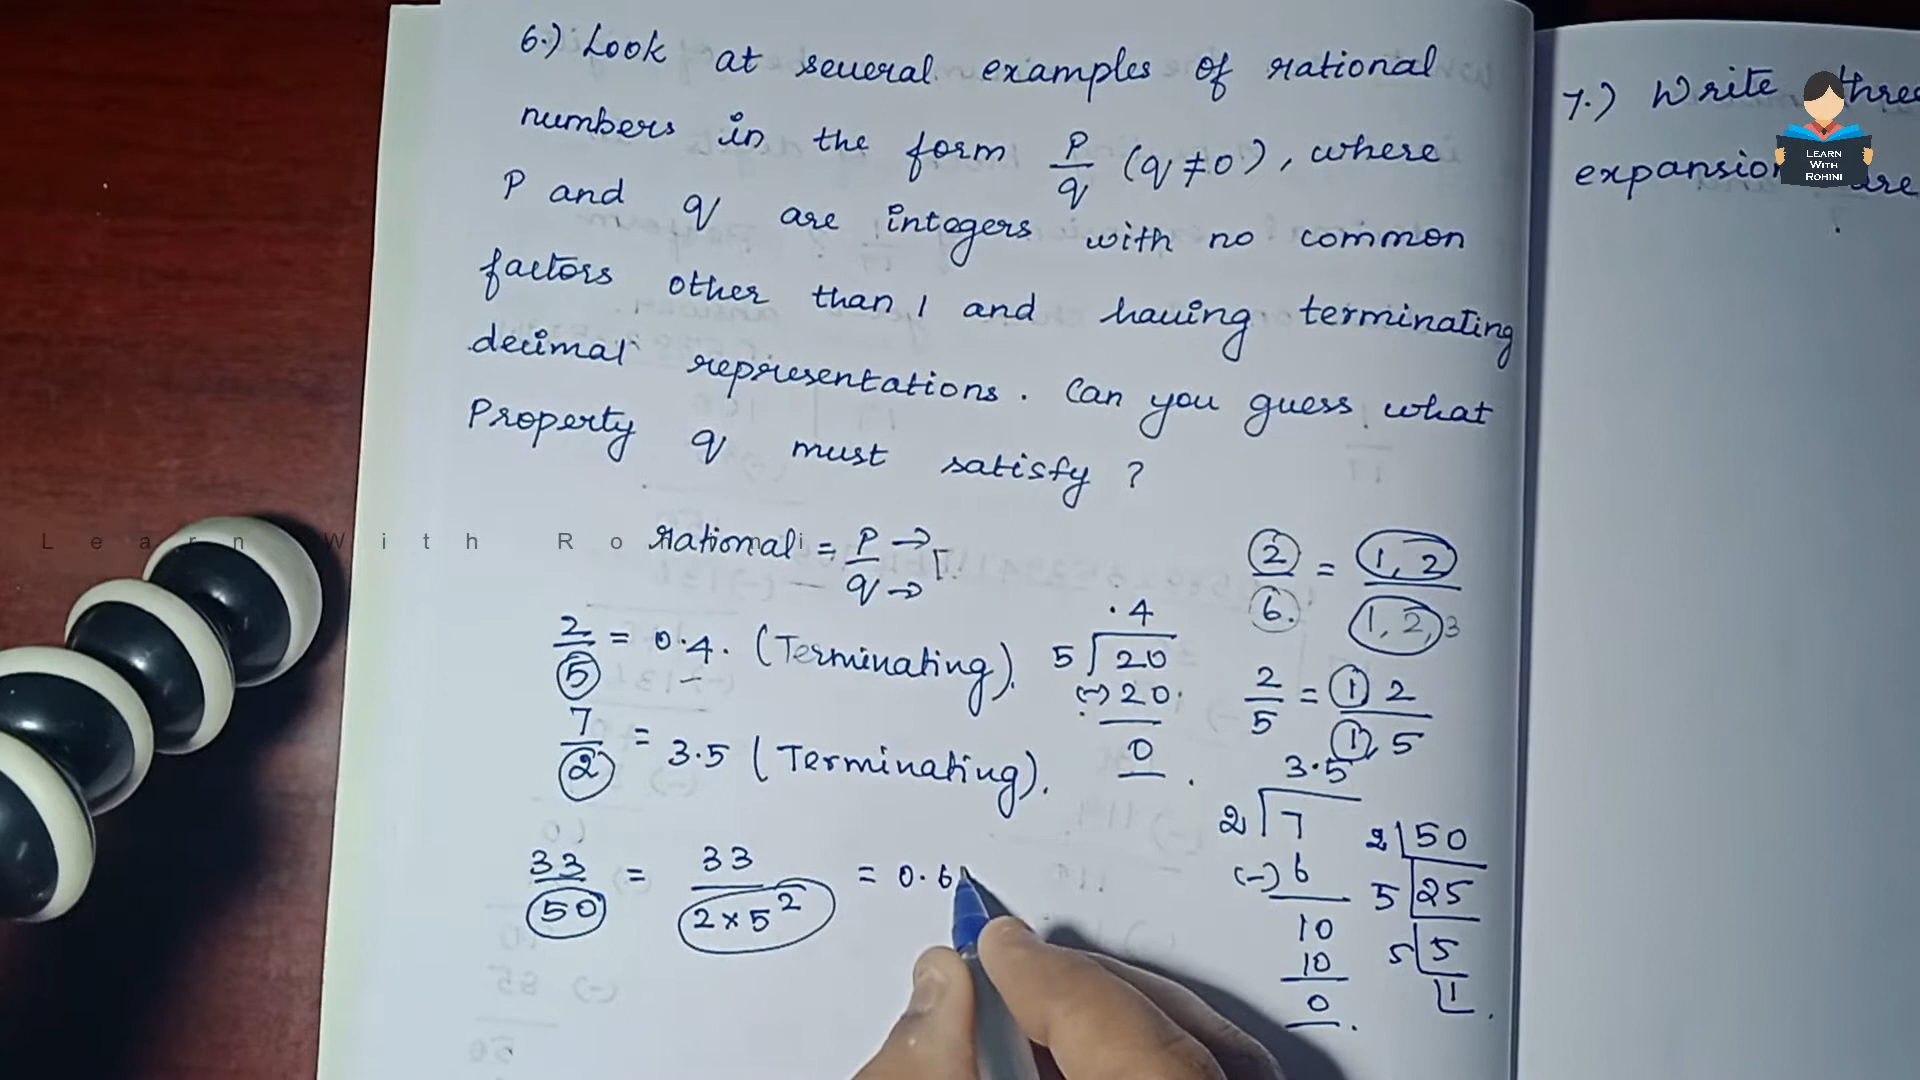 6.) Look at several examples of rational
numbers in the form P/q (q ≠ 0), where
P and q are integers with no common
factors other than 1 and having terminating
decimal representations. Can you guess what
Property q must satisfy ?
rational = P/q → →
2/5 = 0.4. (Terminating).
7/2 = 3.5 (Terminating).
33/50 = 33/2×5² = 0.6
.4
5 20
(-) 20
0
2/6. = 1, 2/1, 2, 3
2/5 = 1 2/1, 5
3.5
2 7
(-) 6
10
10
0
2 50
5 25
5 5
1
7.) Write three
expansion are
LEARN
WITH
ROHINI
Learn With Rohini